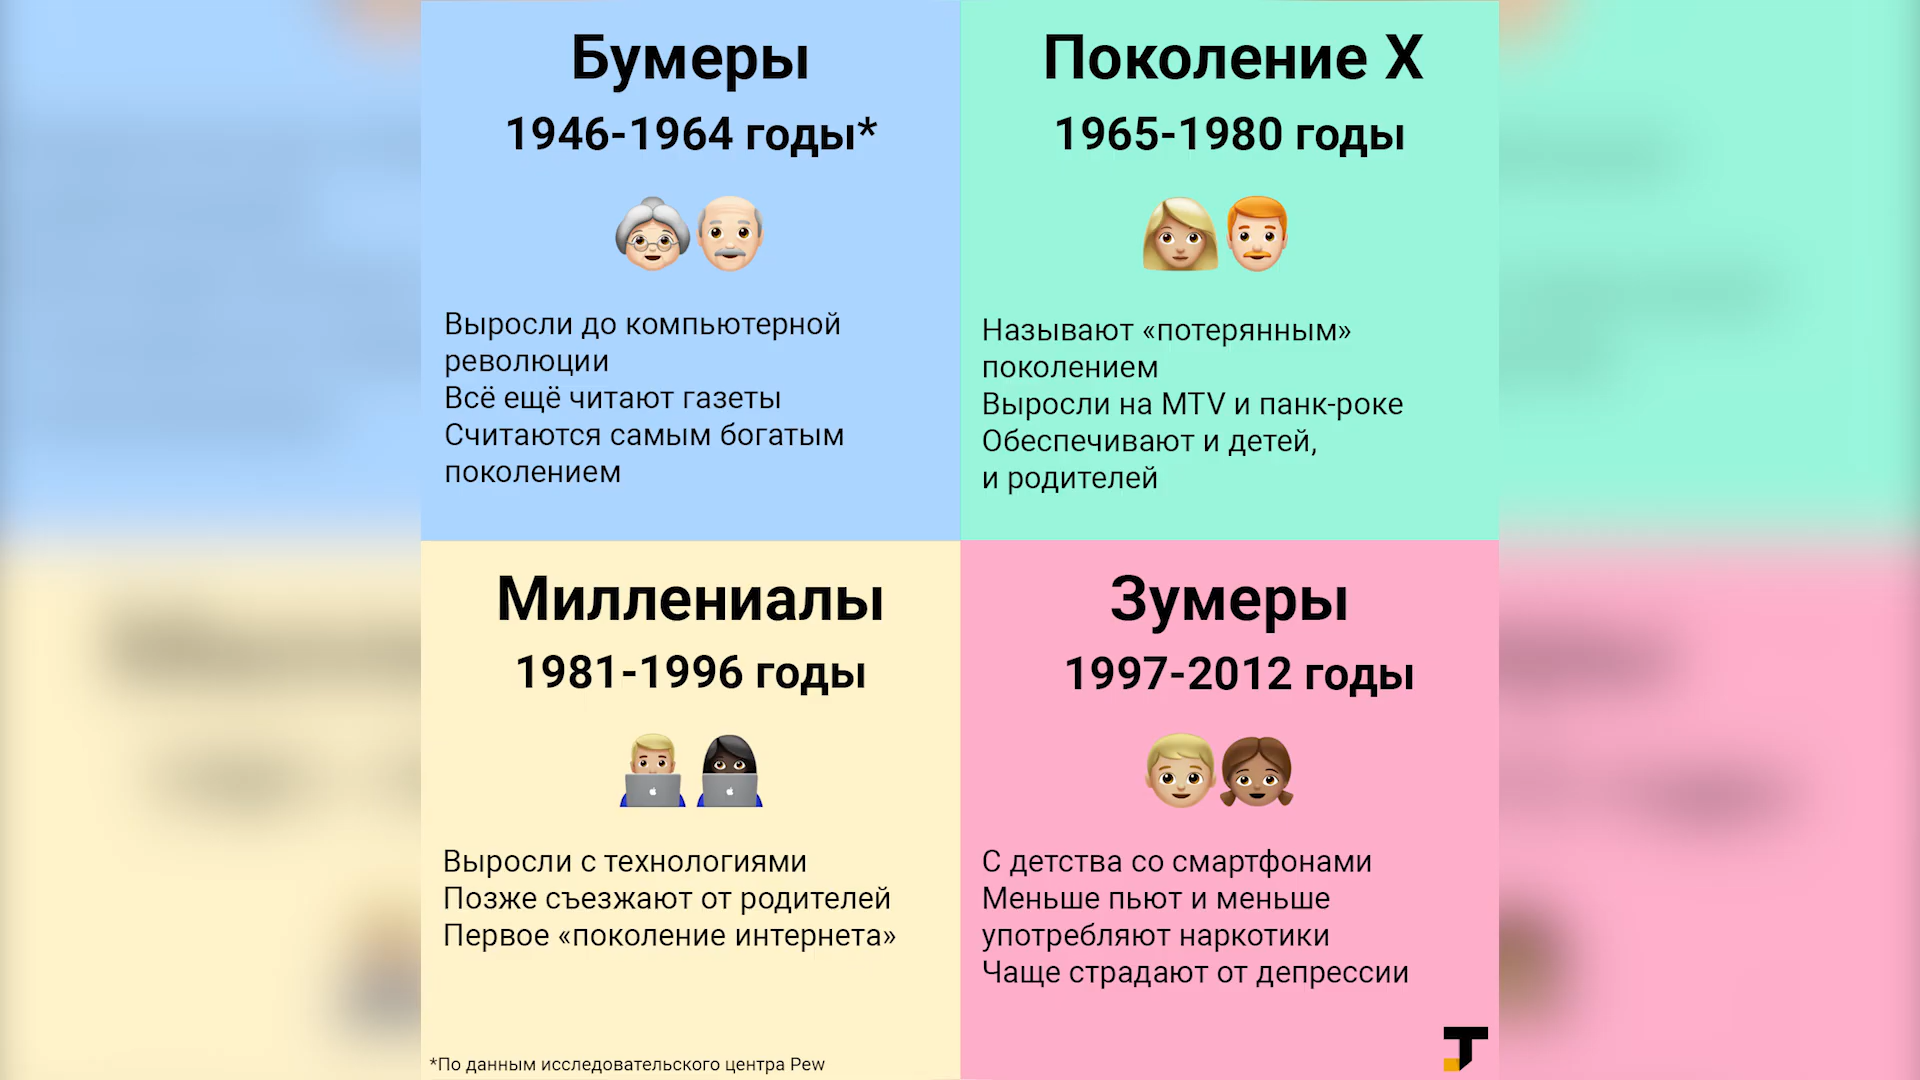 Бумеры
1946-1964 годы*
Выросли до компьютерной
революции
Всё ещё читают газеты
Считаются самым богатым
поколением
Поколение X
1965-1980 годы
Называют «потерянным»
поколением
Выросли на MTV и панк-роке
Обеспечивают и детей,
и родителей
Миллениалы
1981-1996 годы
Выросли с технологиями
Позже съезжают от родителей
Первое «поколение интернета»
*По данным исследовательского центра Pew
Зумеры
1997-2012 годы
С детства со смартфонами
Меньше пьют и меньше
употребляют наркотики
Чаще страдают от депрессии